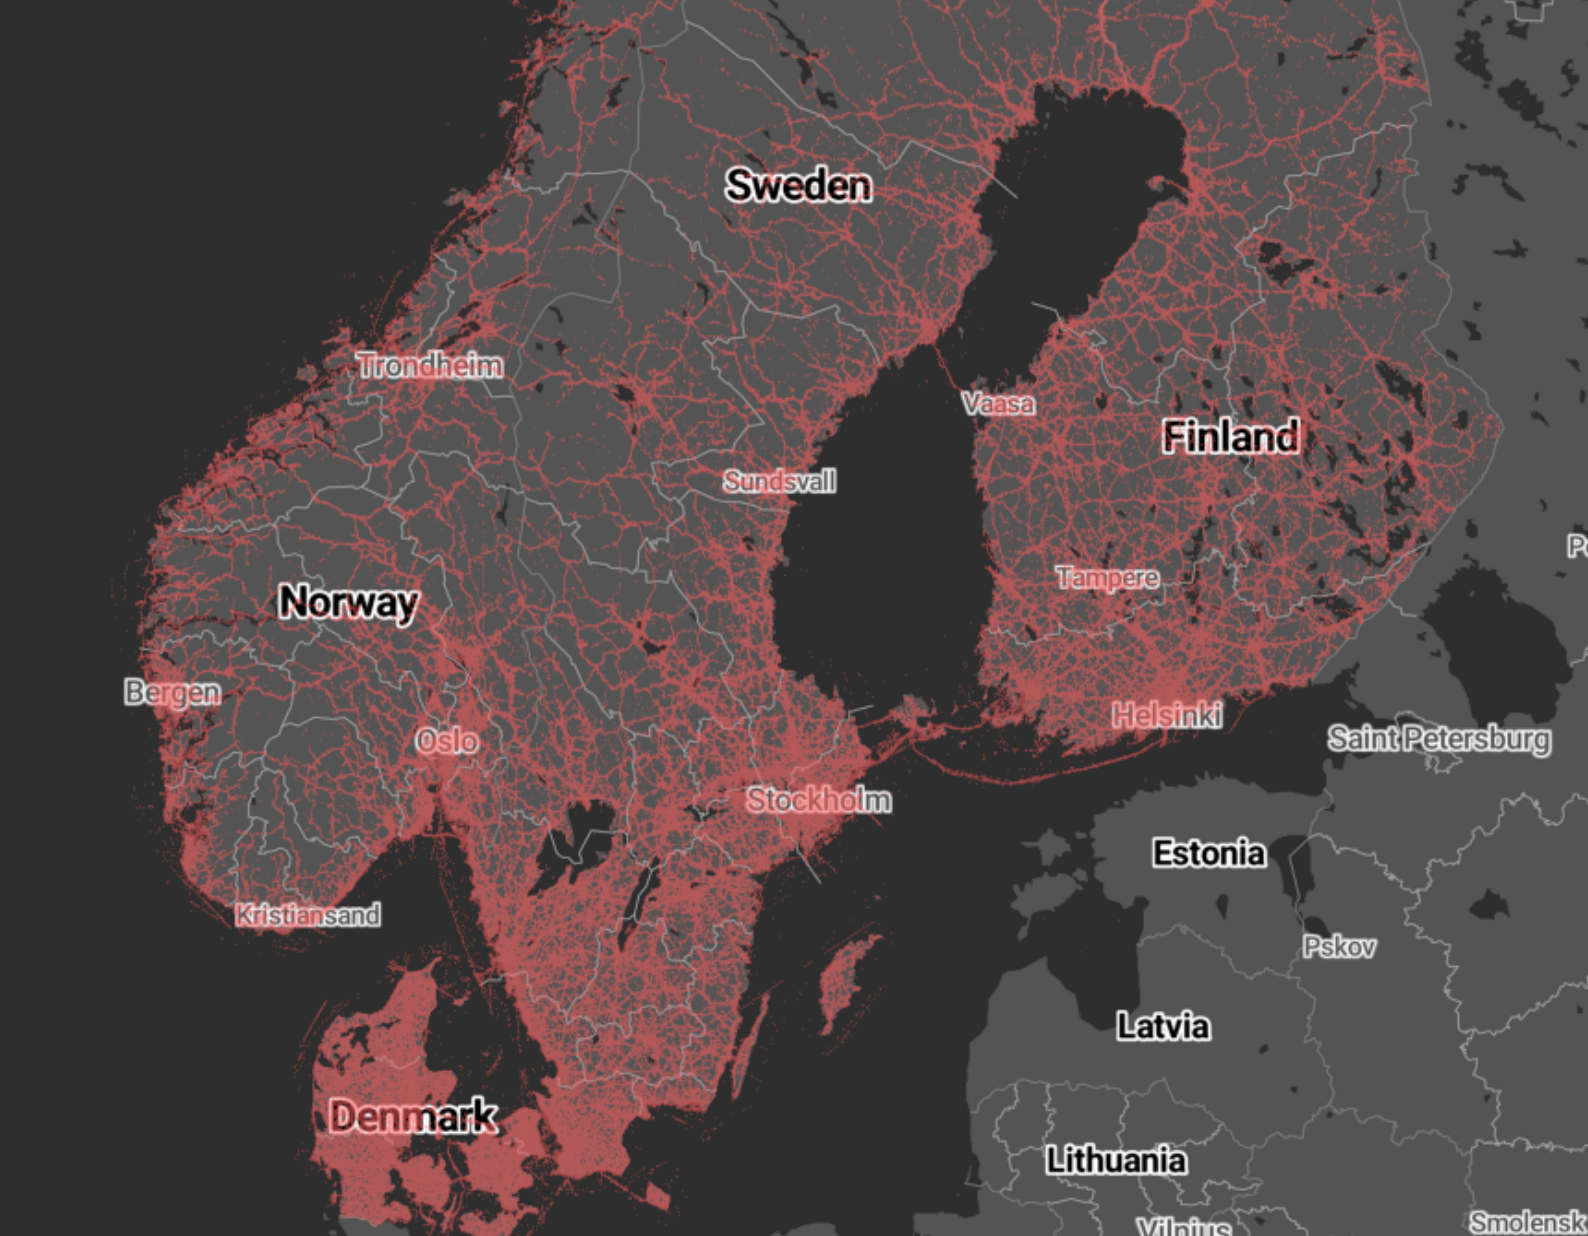 Sweden
Trondheim
Vaasa
Finland
Sundsvall
Tampere
Norway
Bergen
Helsinki
Oslo
Saint Petersburg
Stockholm
Estonia
Kristiansand
Pskov
Latvia
Denmark
Lithuania
Smolensk
Vilnius